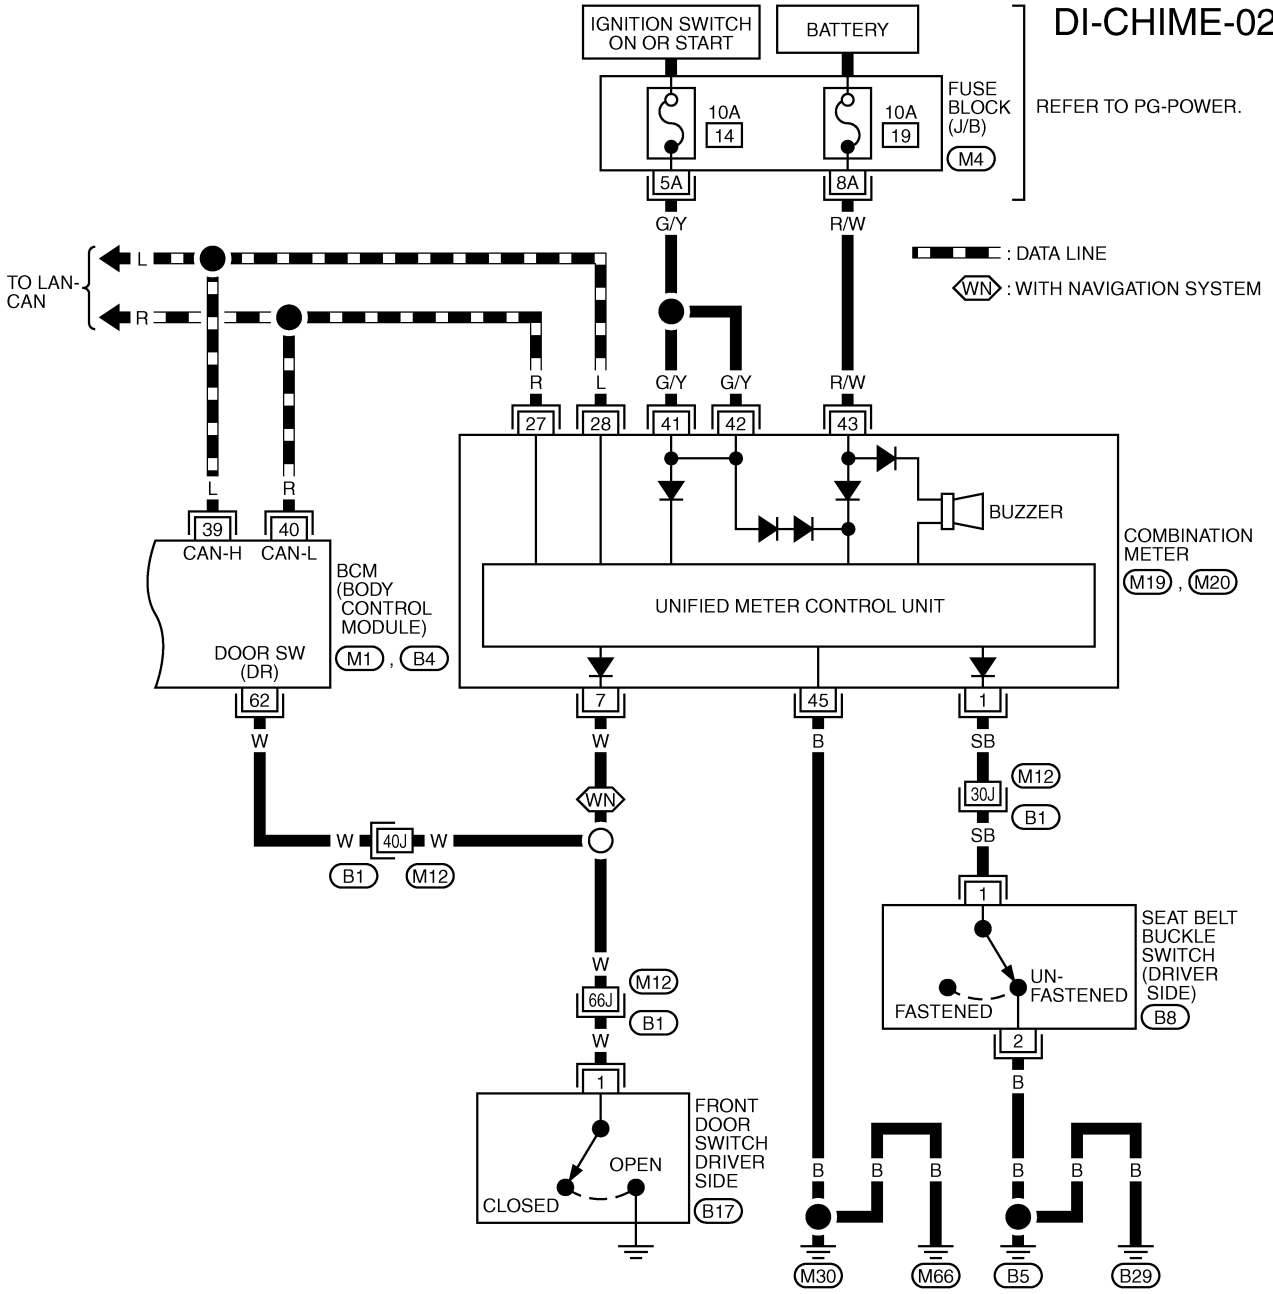 DI-CHIME-02
IGNITION SWITCH
ON OR START
BATTERY
FUSE
BLOCK
(J/B)
M4
REFER TO PG-POWER.
10A
14
10A
19
5A
8A
G/Y
R/W
: DATA LINE
WN : WITH NAVIGATION SYSTEM
TO LAN-
CAN
L
R
R
L
G/Y
G/Y
R/W
27
28
41
42
43
L
R
39
40
CAN-H
CAN-L
BCM
(BODY
CONTROL
MODULE)
M1 , B4
DOOR SW
(DR)
62
BUZZER
COMBINATION
METER
M19 , M20
UNIFIED METER CONTROL UNIT
7
45
1
W
W
B
SB
WN
30J
M12
B1
SB
W
40J
W
B1
M12
1
SEAT BELT
BUCKLE
SWITCH
(DRIVER
SIDE)
B8
UN-
FASTENED
FASTENED
2
W
66J
M12
B1
W
1
B
FRONT
DOOR
SWITCH
DRIVER
SIDE
B17
OPEN
CLOSED
B
B
B
B
B
B
M30
M66
B5
B29